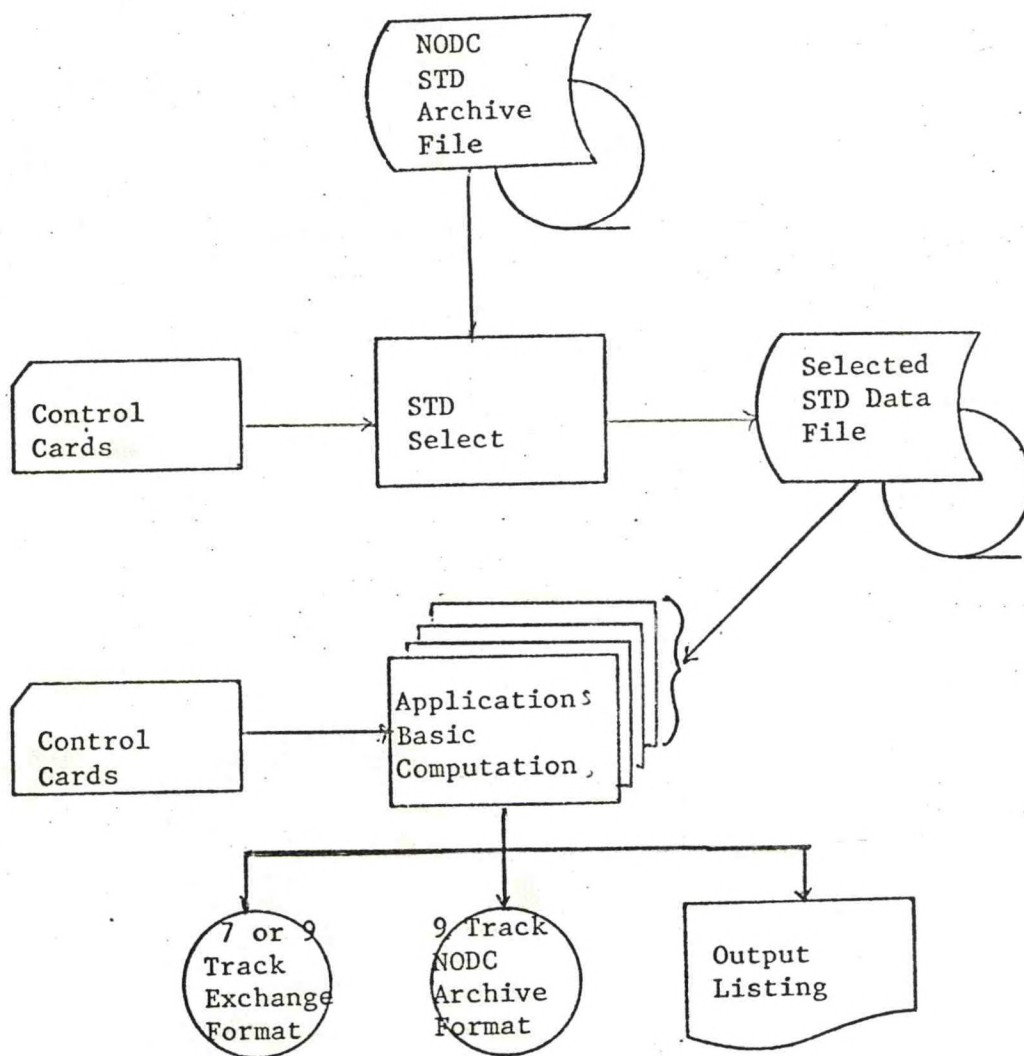 NODC
STD
Archive
File
Control
Cards
STD
Select
Selected
STD Data
File
Control
Cards
Applications
Basic
Computation,
7 or 9
Track
Exchange
Format
9 Track
NODC
Archive
Format
Output
Listing